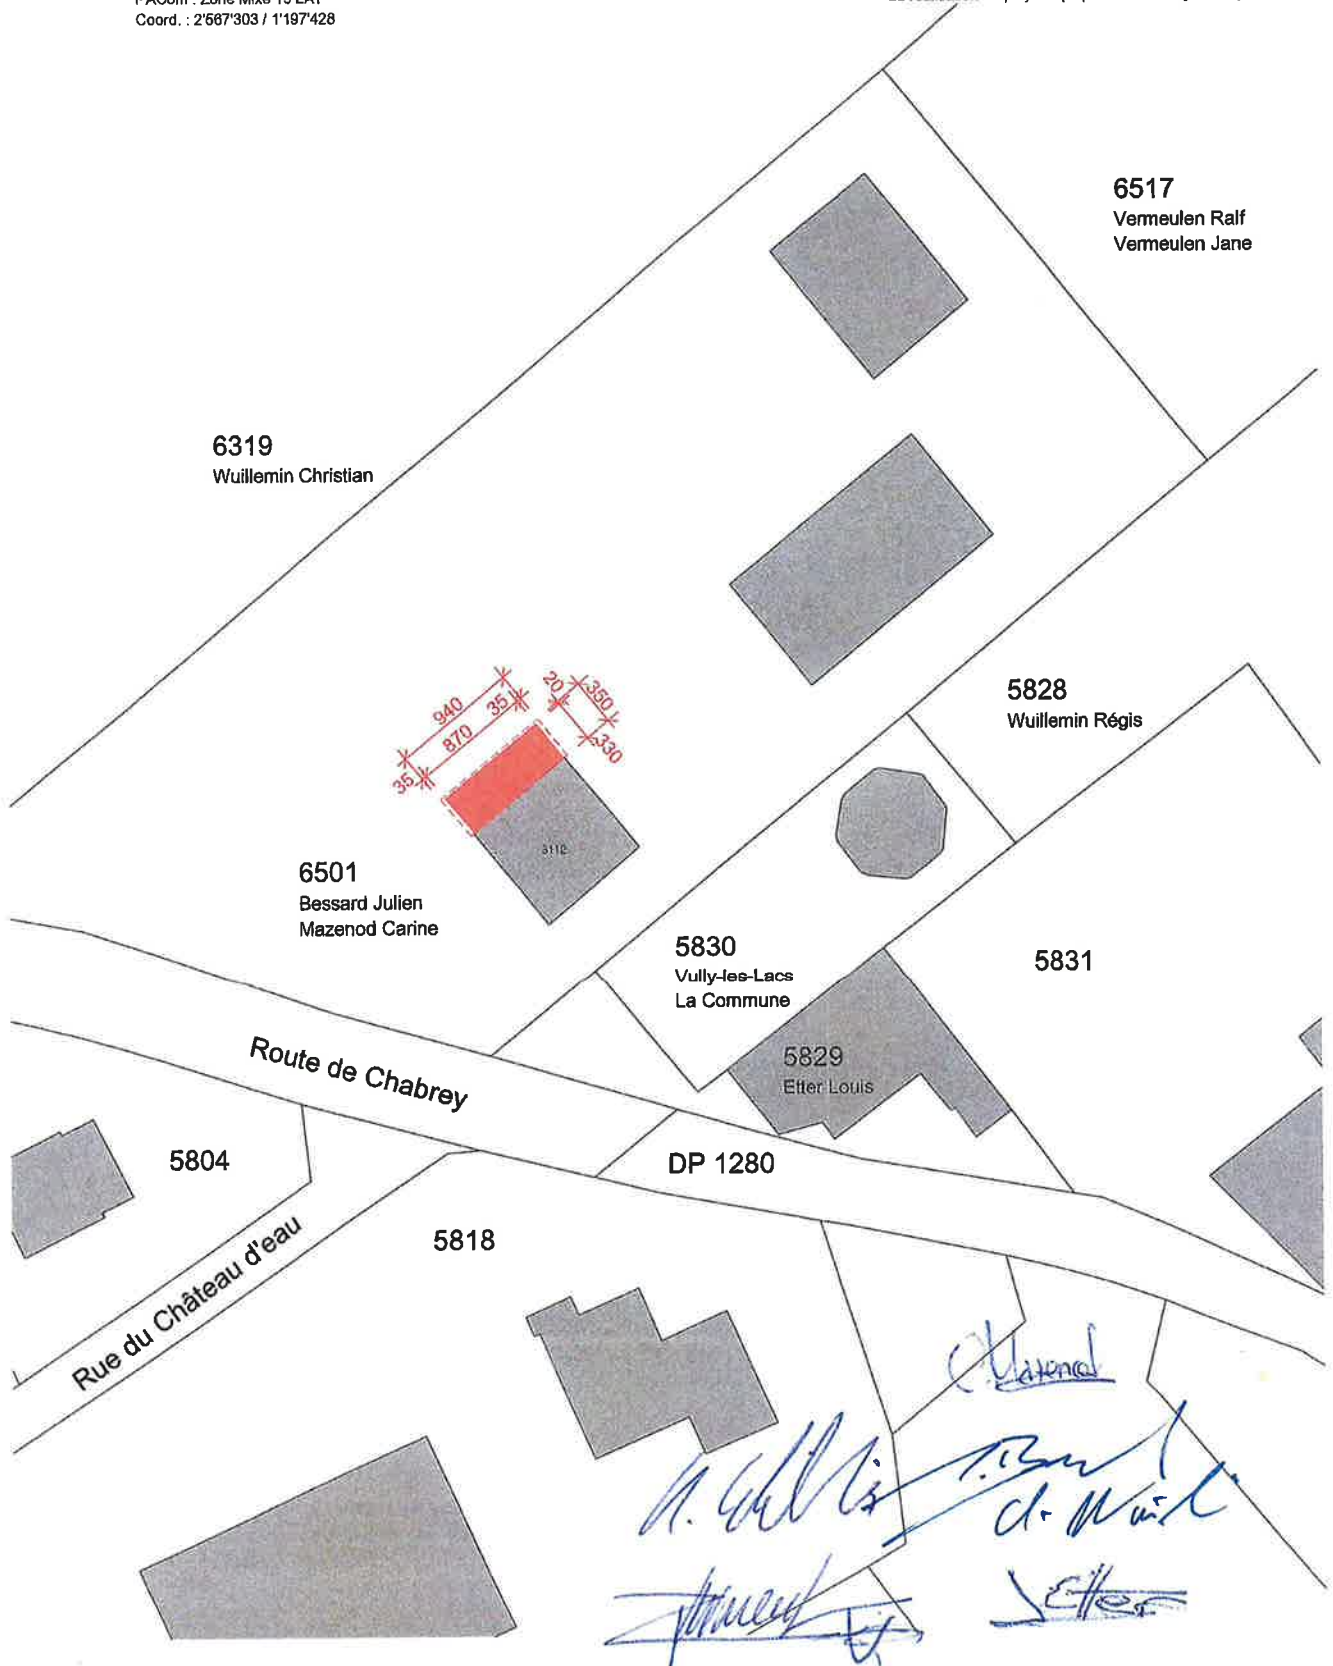 Coord. : 2'567'303 / 1'197'428
6517
Vermeulen Ralf
Vermeulen Jane
6319
Wuillemin Christian
940
870
35
35
20
350
330
5828
Wuillemin Régis
3112
6501
Bessard Julien
Mazenod Carine
5830
Vully-les-Lacs
La Commune
5831
5829
Etter Louis
Route de Chabrey
5804
DP 1280
5818
Rue du Château d'eau
Etter